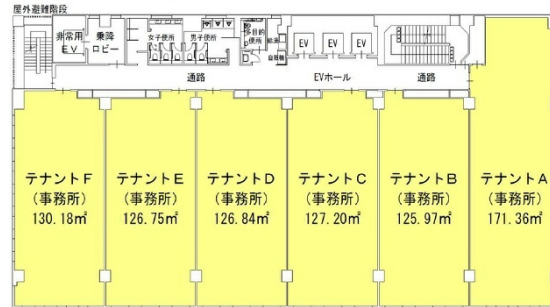 屋外避難階段
非常用
EV
乗降
ロビー
女子便所
男子便所
多目的
便所
給湯
自販機
EV
EV
EV
通路
EVホール
通路
テナントF
(事務所)
130.18㎡
テナントE
(事務所)
126.75㎡
テナントD
(事務所)
126.84㎡
テナントC
(事務所)
127.20㎡
テナントB
(事務所)
125.97㎡
テナントA
(事務所)
171.36㎡